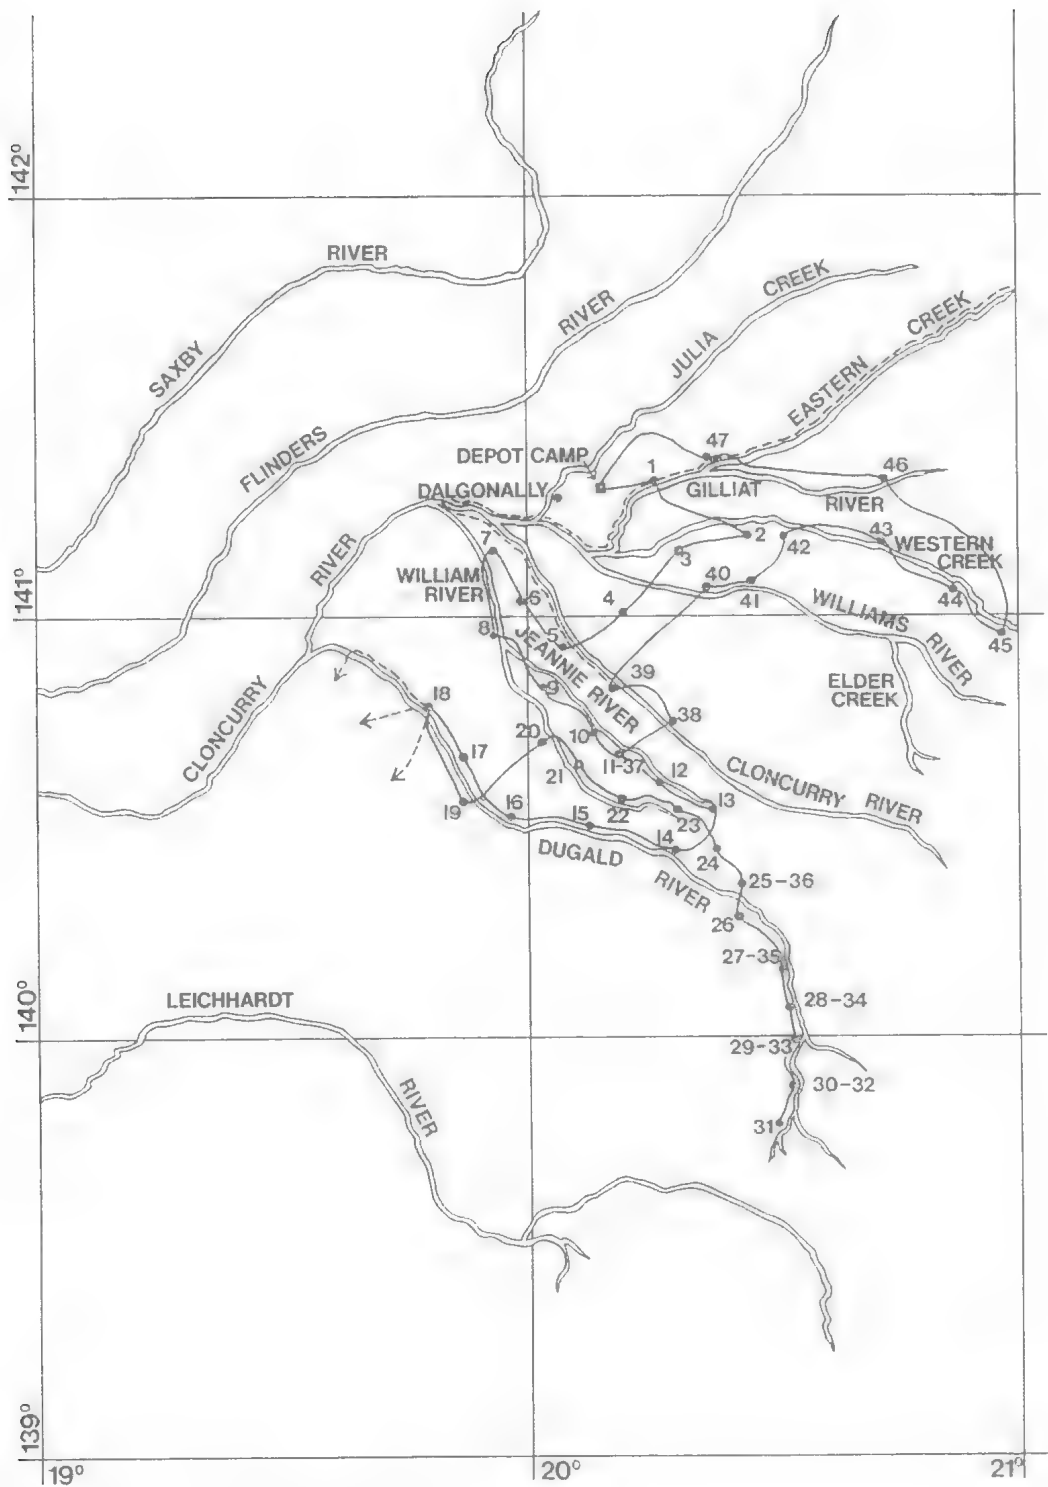 142°
RIVER
SAXBY
RIVER
FLINDERS
JULIA
CREEK
EASTERN
CREEK
DEPOT CAMP
DALGONALLY
47
1
GILLIAT
RIVER
46
7
WILLIAM
RIVER
6
5
3
4
2
42
43
WESTERN
CREEK
40
41
44
45
141°
WILLIAMS
RIVER
ELDER
CREEK
RIVER
CLONCURRY
8
JEANNIE RIVER
9
10
39
38
11-37
12
13
CLONCURRY RIVER
18
17
19
16
20
21
22
15
23
14
24
DUGALD
RIVER
25-36
26
27-35
28-34
29-33
30-32
31
140°
LEICHHARDT
RIVER
139°
19°
20°
21°